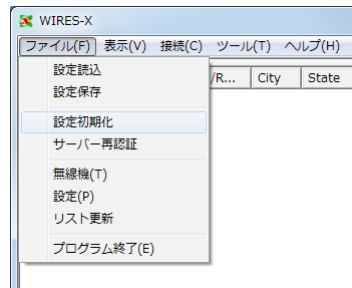 WIRES-X
ファイル(F) 表示(V) 接続(C) ツール(T) ヘルプ(H)
/R... City State
設定読込
設定保存
設定初期化
サーバー再認証
無線機(T)
設定(P)
リスト更新
プログラム終了(E)